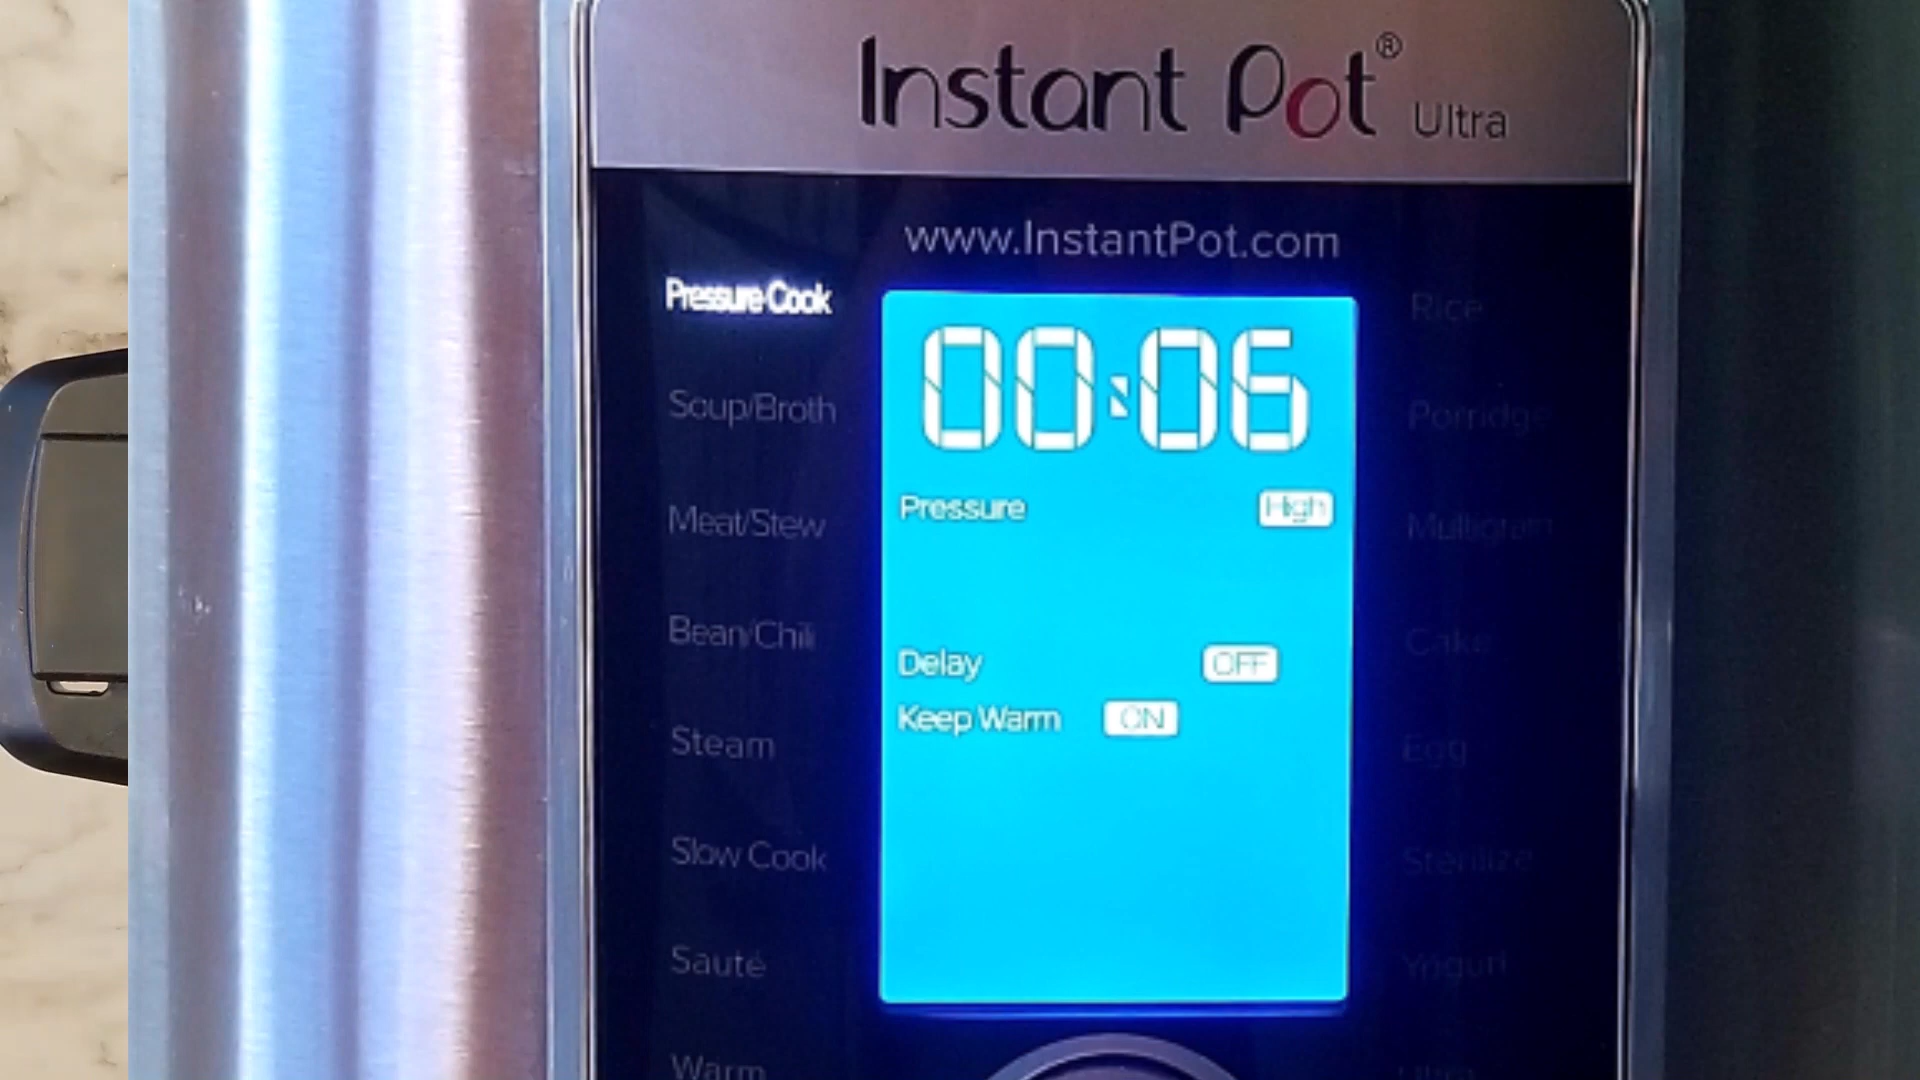 Instant Pot® Ultra
www.InstantPot.com
Pressure Cook
Soup/Broth
Meat/Stew
Bean/Chili
Steam
Slow Cook
Sauté
Warm
00:06
Pressure High
Delay OFF
Keep Warm ON
Rice
Porridge
Multigrain
Cake
Egg
Sterilize
Yogurt
Ultra